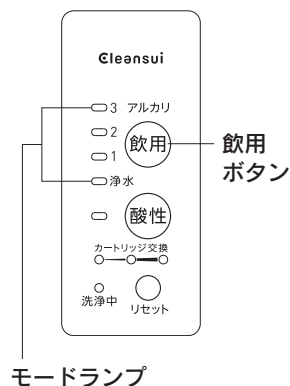 Cleansui
3 アルカリ
2
1
浄水
飲用
飲用
ボタン
酸性
カートリッジ交換
洗浄中
リセット
モードランプ